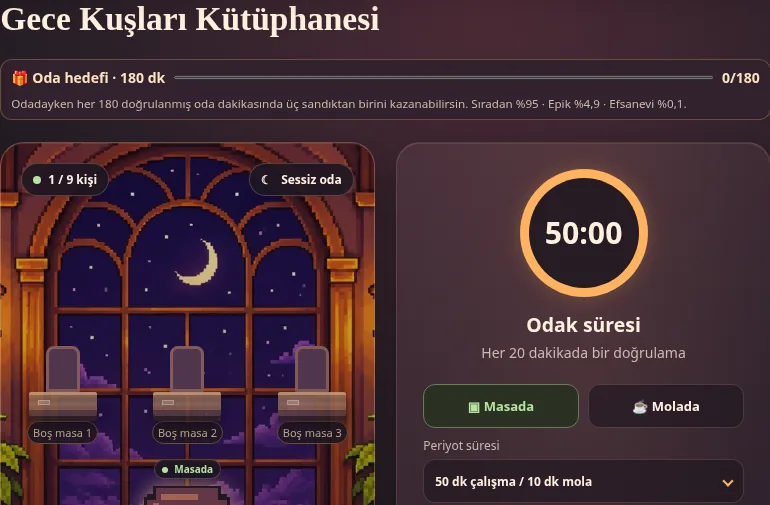 Gece Kuşları Kütüphanesi
🎁 Oda hedefi · 180 dk 0/180
Odadayken her 180 doğrulanmış oda dakikasında üç sandıktan birini kazanabilirsin. Sıradan %95 · Epik %4,9 · Efsanevi %0,1.
1 / 9 kişi
☾ Sessiz oda
Boş masa 1
Boş masa 2
Boş masa 3
Masada
50:00
Odak süresi
Her 20 dakikada bir doğrulama
▣ Masada
☕ Molada
Periyot süresi
50 dk çalışma / 10 dk mola